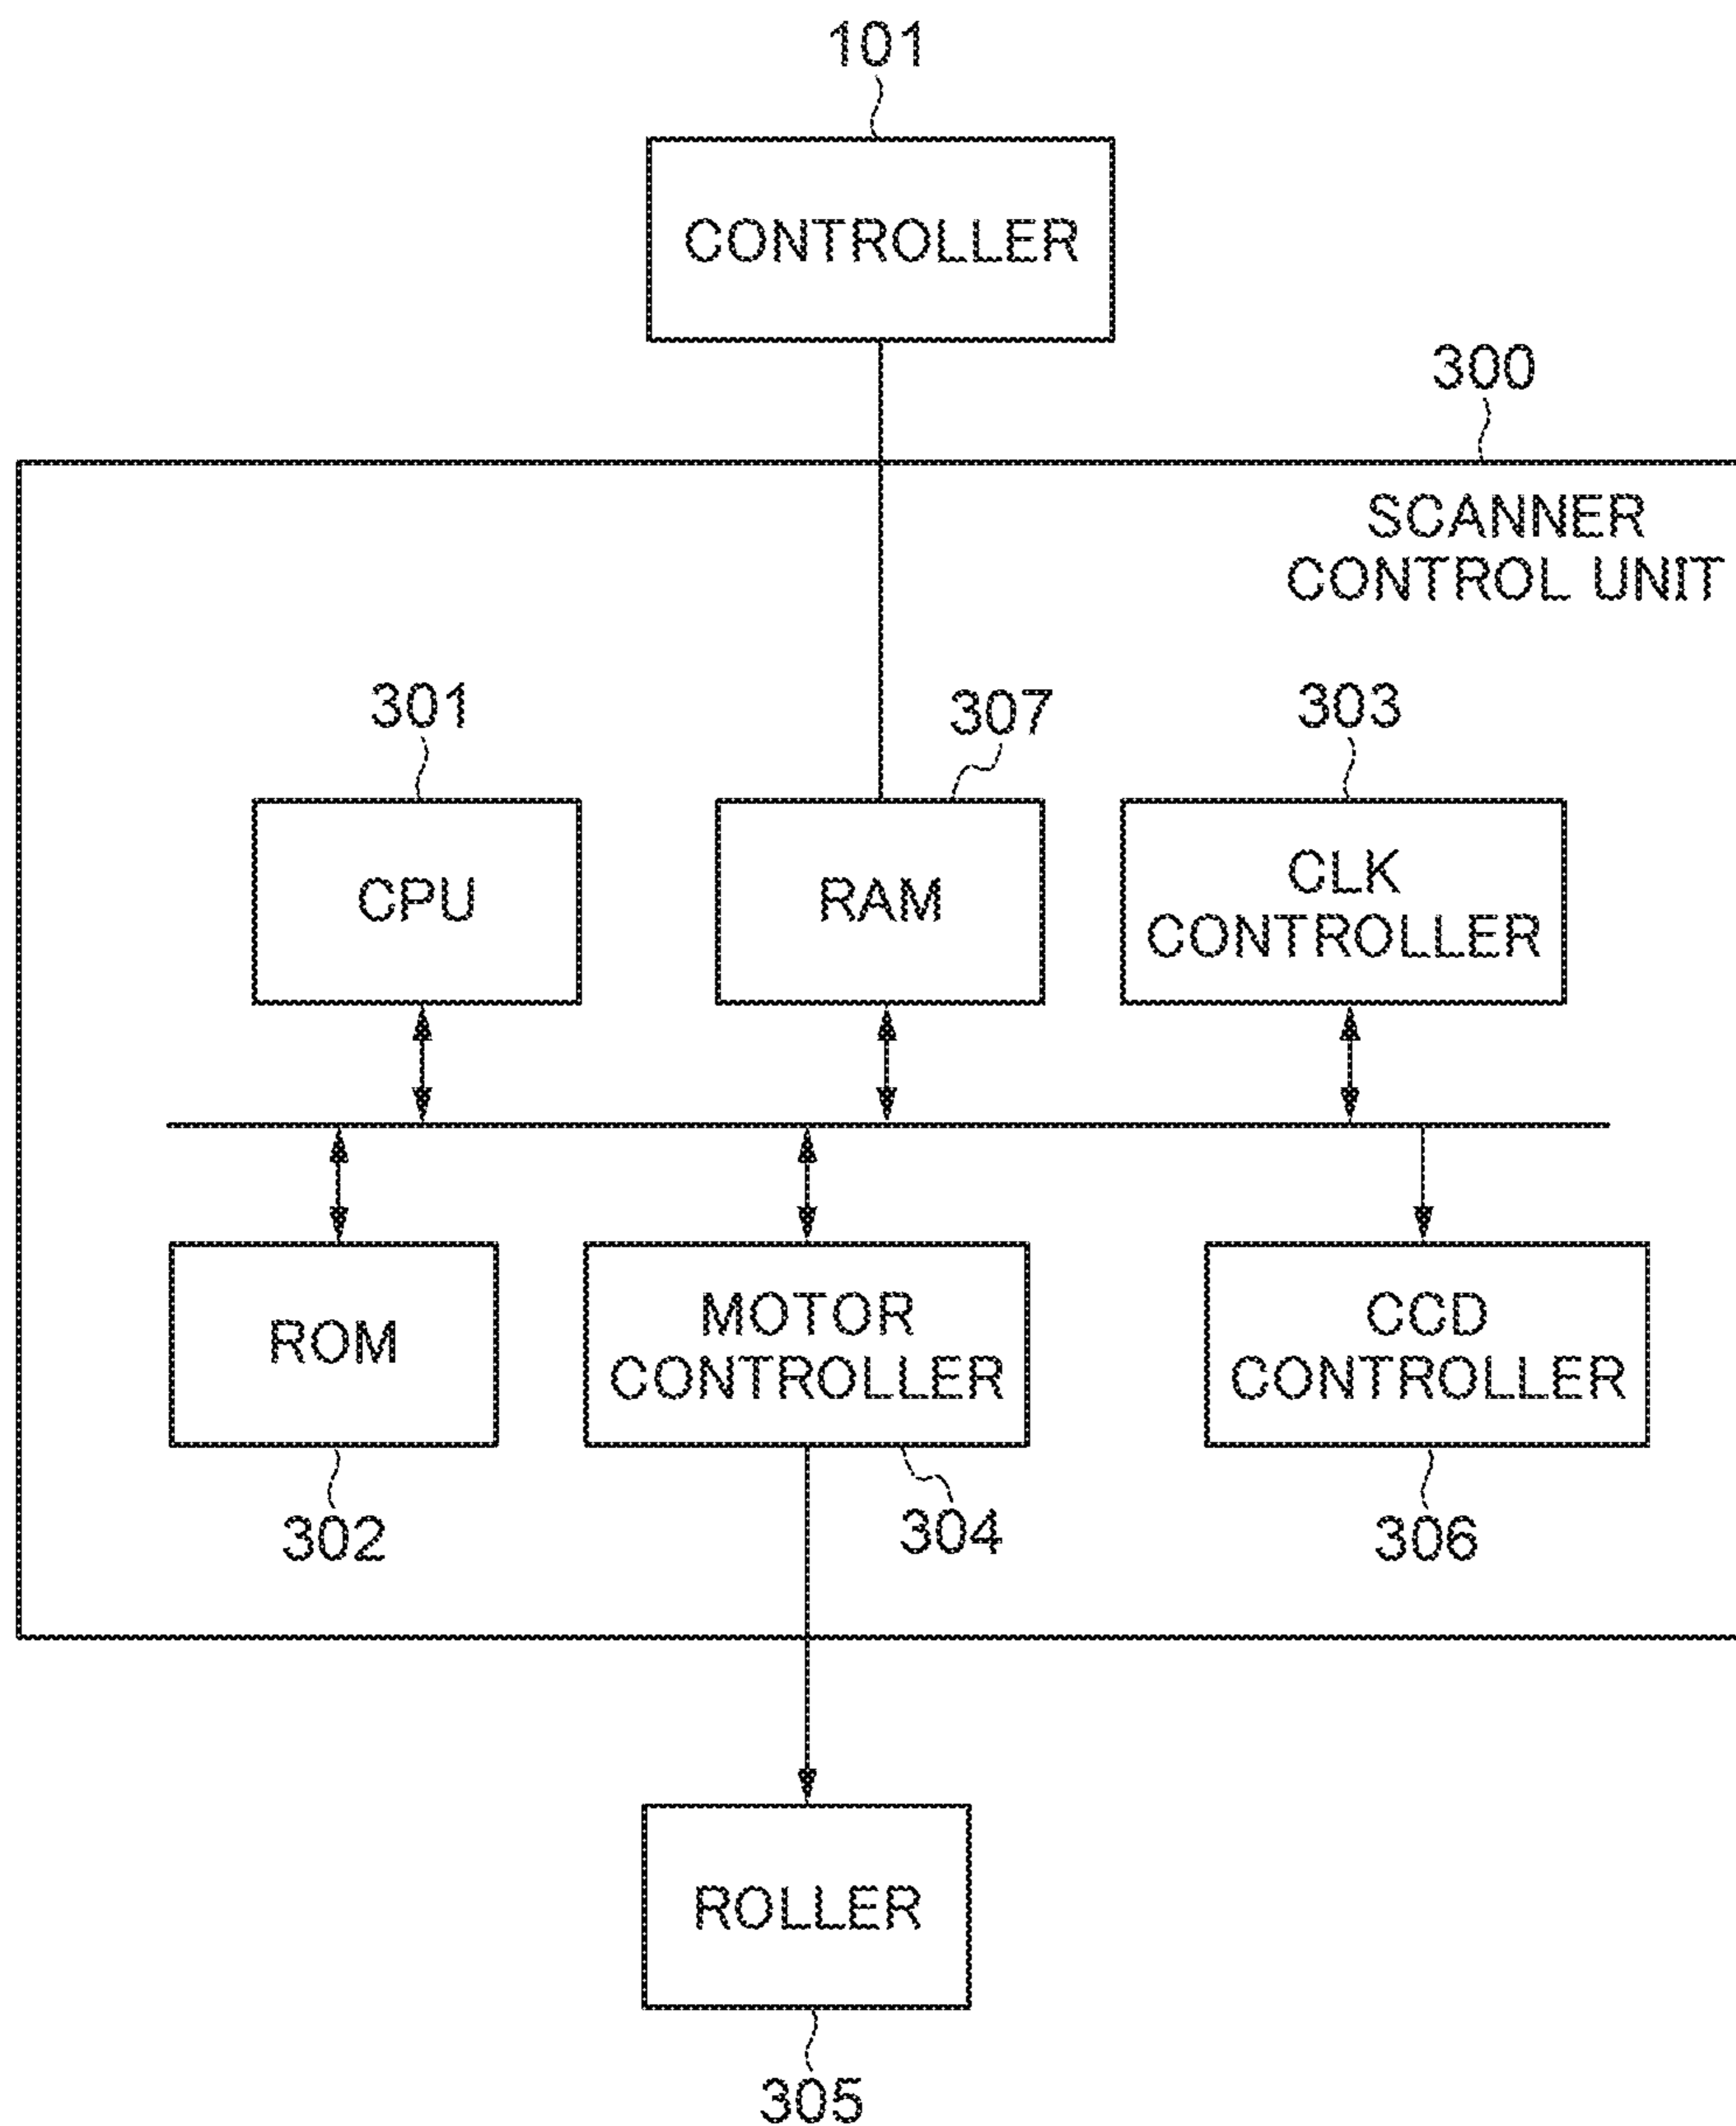 101
CONTROLLER
300
SCANNER
CONTROL UNIT
301
307
303
CPU
RAM
CLK
CONTROLLER
ROM
MOTOR
CONTROLLER
CCD
CONTROLLER
302
304
306
ROLLER
305